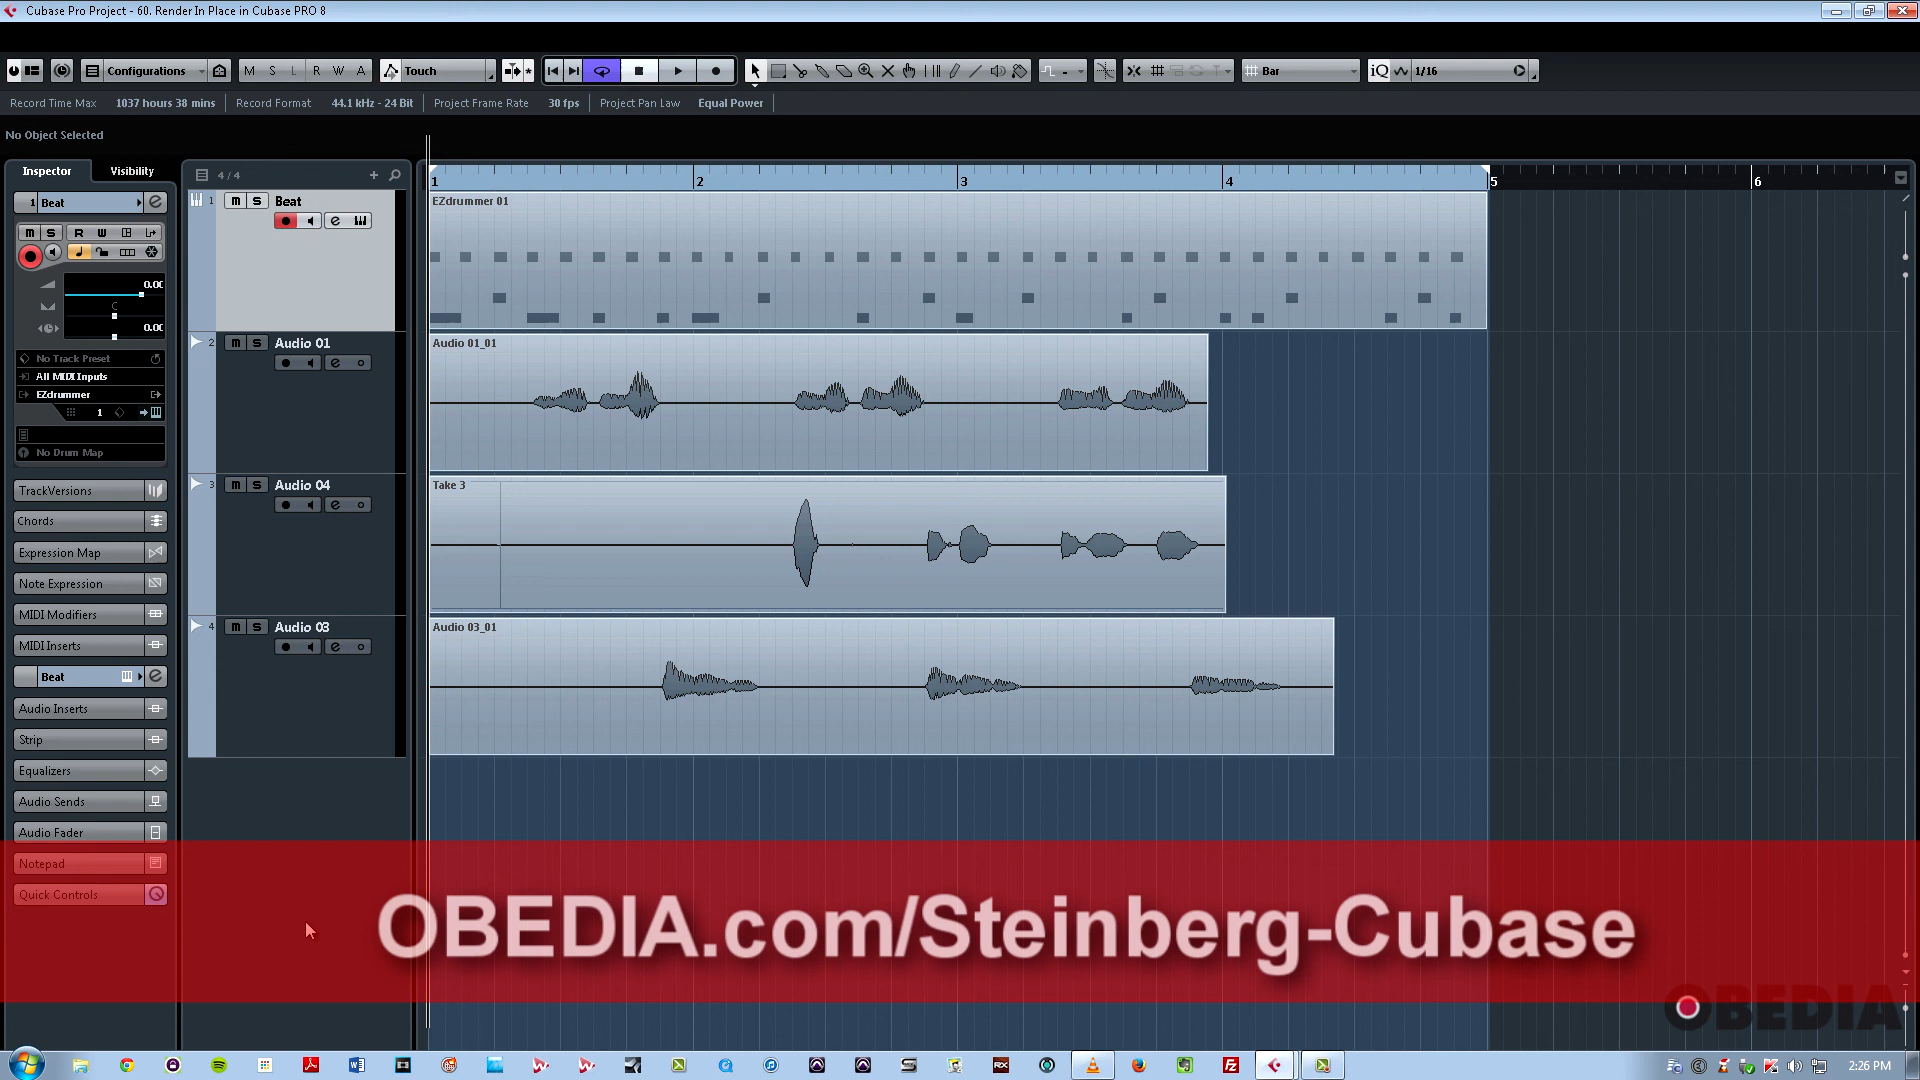 Cubase Pro Project - 60. Render In Place in Cubase PRO 8
Configurations
M S L R W A
Touch
Bar
iQ
1/16
Record Time Max 1037 hours 38 mins Record Format 44.1 kHz - 24 Bit Project Frame Rate 30 fps Project Pan Law Equal Power
No Object Selected
Inspector Visibility
4 / 4
1 2 3 4 5 6
1 Beat
m S R W
0.00
C
0.00
No Track Preset
All MIDI Inputs
EZdrummer
1
No Drum Map
TrackVersions
Chords
Expression Map
Note Expression
MIDI Modifiers
MIDI Inserts
Beat
Audio Inserts
Strip
Equalizers
Audio Sends
Audio Fader
Notepad
Quick Controls
1 m S Beat
EZdrummer 01
2 m S Audio 01
Audio 01_01
3 m S Audio 04
Take 3
4 m S Audio 03
Audio 03_01
OBEDIA.com/Steinberg-Cubase
OBEDIA
2:26 PM